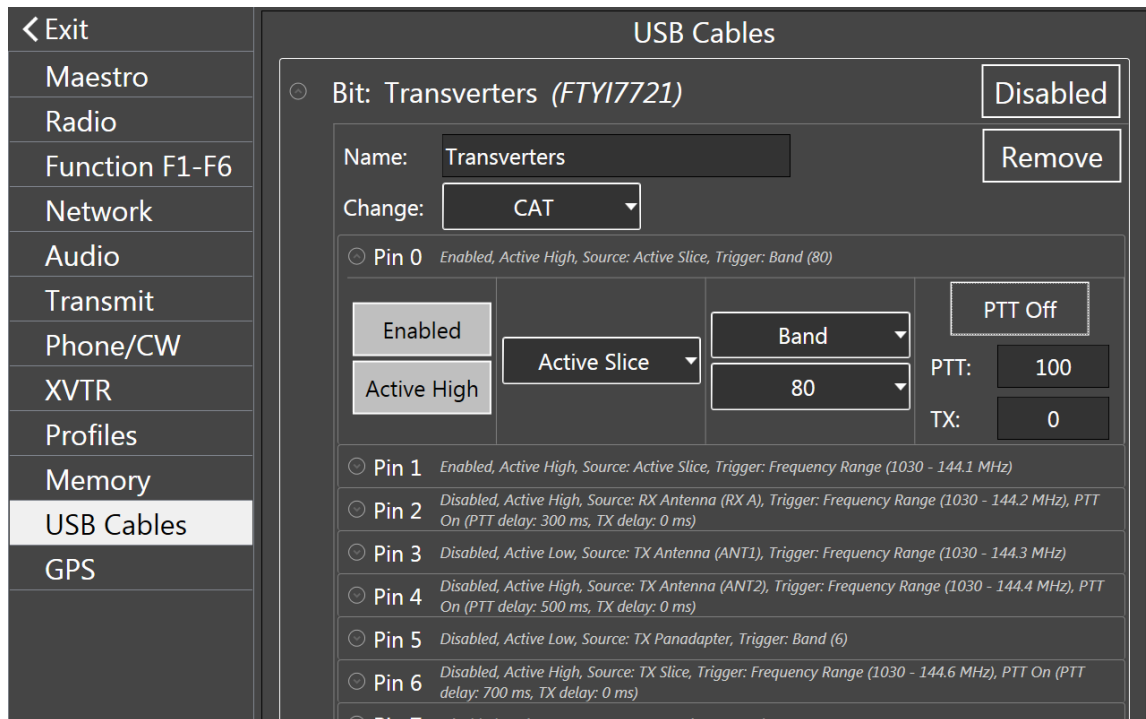 Exit
Maestro
Radio
Function F1-F6
Network
Audio
Transmit
Phone/CW
XVTR
Profiles
Memory
USB Cables
GPS
USB Cables
Bit: Transverters (FTYI7721)
Disabled
Name: Transverters
Remove
Change: CAT
Pin 0 Enabled, Active High, Source: Active Slice, Trigger: Band (80)
Enabled
Active High
Active Slice
Band
80
PTT Off
PTT: 100
TX: 0
Pin 1 Enabled, Active High, Source: Active Slice, Trigger: Frequency Range (1030 - 144.1 MHz)
Pin 2 Disabled, Active High, Source: RX Antenna (RX A), Trigger: Frequency Range (1030 - 144.2 MHz), PTT
On (PTT delay: 300 ms, TX delay: 0 ms)
Pin 3 Disabled, Active Low, Source: TX Antenna (ANT1), Trigger: Frequency Range (1030 - 144.3 MHz)
Pin 4 Disabled, Active High, Source: TX Antenna (ANT2), Trigger: Frequency Range (1030 - 144.4 MHz), PTT
On (PTT delay: 500 ms, TX delay: 0 ms)
Pin 5 Disabled, Active Low, Source: TX Panadapter, Trigger: Band (6)
Pin 6 Disabled, Active High, Source: TX Slice, Trigger: Frequency Range (1030 - 144.6 MHz), PTT On (PTT
delay: 700 ms, TX delay: 0 ms)